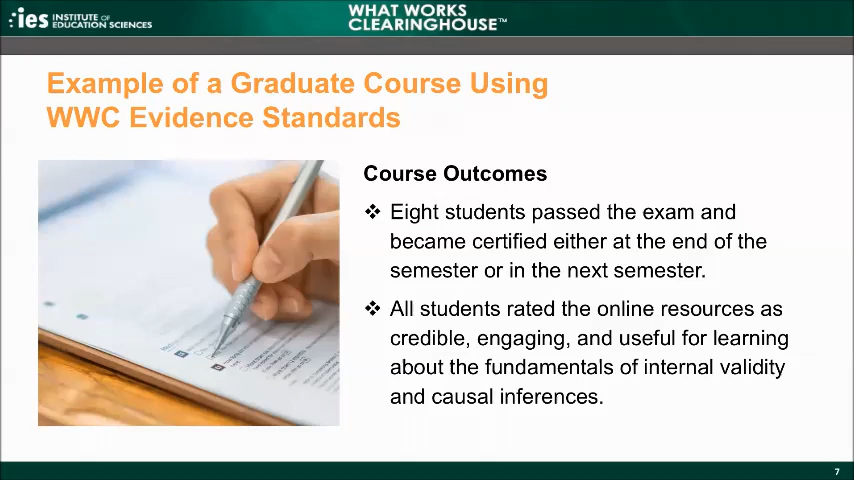 ies INSTITUTE OF
EDUCATION SCIENCES
WHAT WORKS
CLEARINGHOUSE™
Example of a Graduate Course Using
WWC Evidence Standards
Course Outcomes
❖ Eight students passed the exam and
became certified either at the end of the
semester or in the next semester.
❖ All students rated the online resources as
credible, engaging, and useful for learning
about the fundamentals of internal validity
and causal inferences.
7